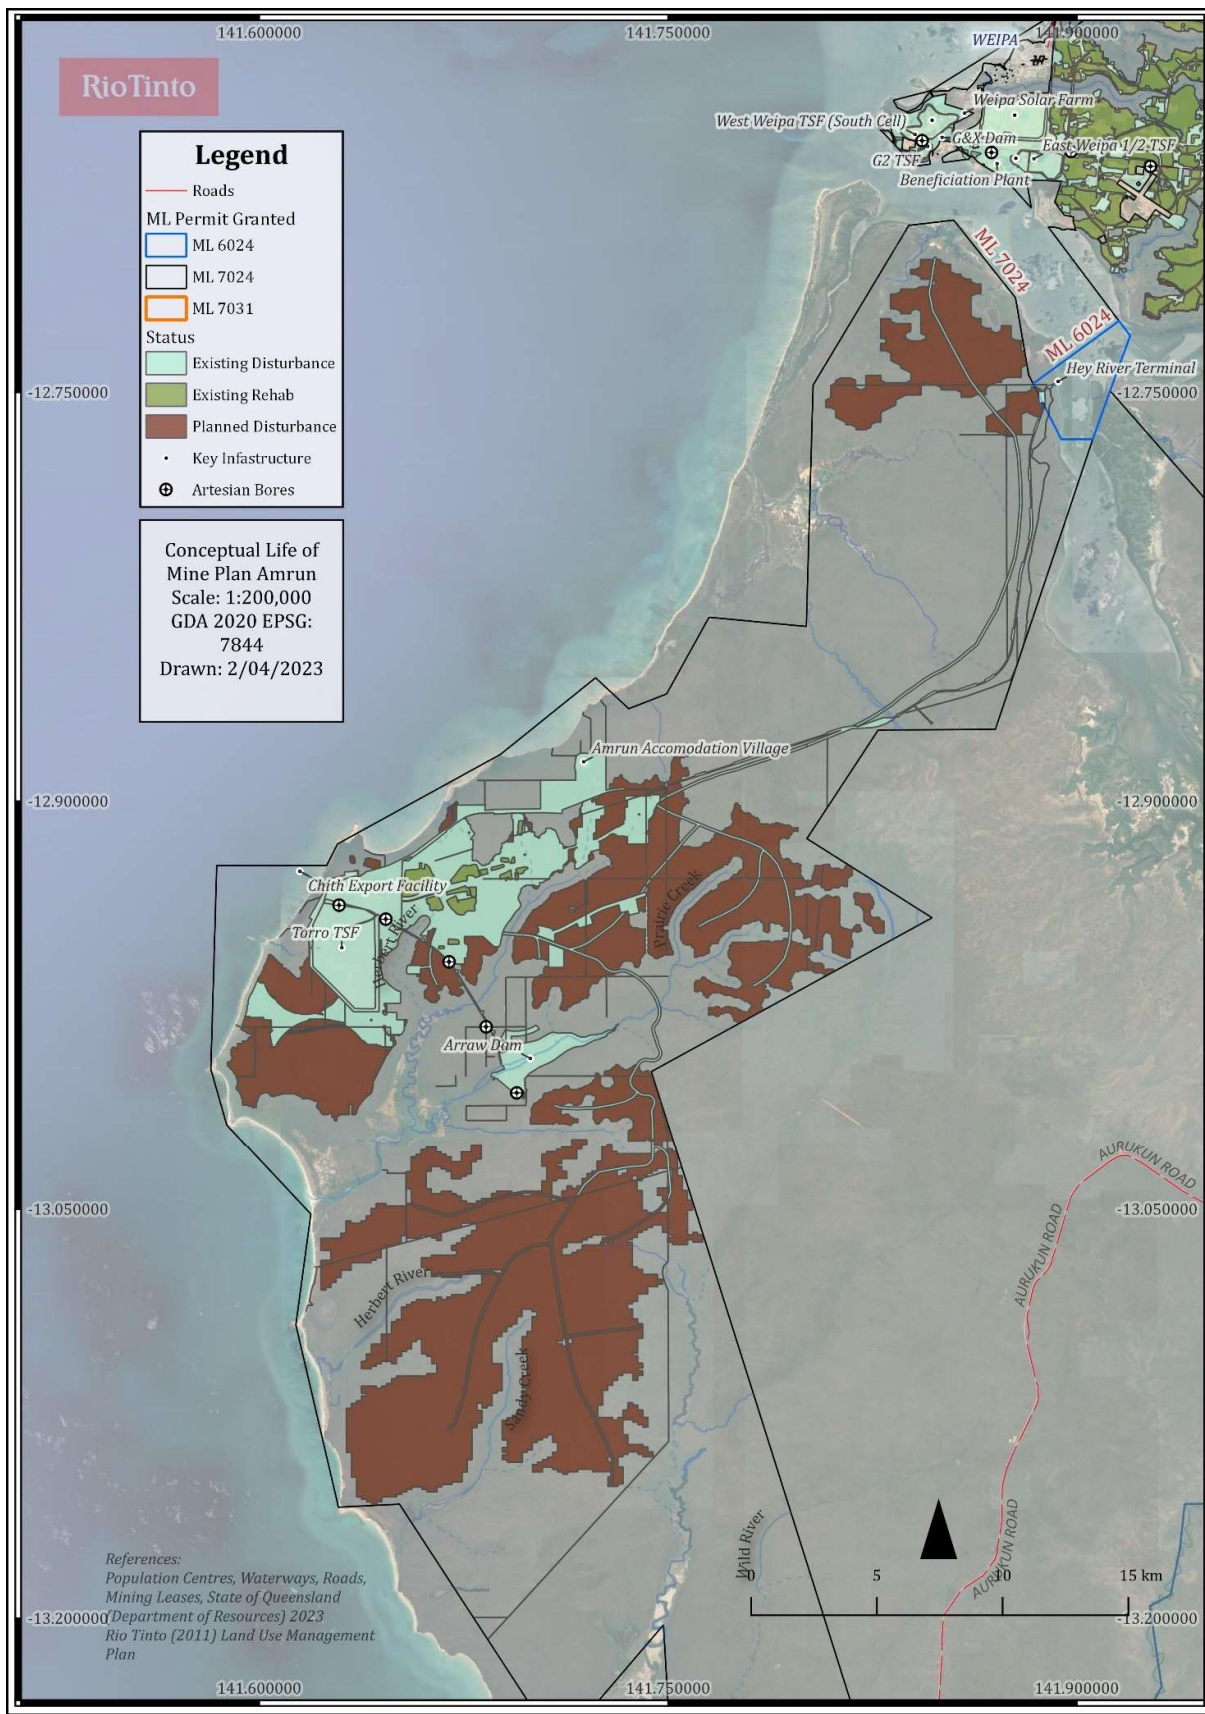 141.600000
141.750000
141.900000
RioTinto
WEIPA
Weipa Solar Farm
West Weipa TSF (South Cell)
G&X Dam
East Weipa 1/2 TSF
G2 TSF
Beneficiation Plant
Legend
Roads
ML Permit Granted
ML 6024
ML 7024
ML 7031
Status
Existing Disturbance
Existing Rehab
Planned Disturbance
Key Infastructure
Artesian Bores
ML 7024
ML 6024
Hey River Terminal
-12.750000
-12.750000
Conceptual Life of
Mine Plan Amrun
Scale: 1:200,000
GDA 2020 EPSG:
7844
Drawn: 2/04/2023
Amrun Accomodation Village
-12.900000
-12.900000
Chith Export Facility
Torro TSF
Herbert River
Prairie Creek
Arraw Dam
AURUKUN ROAD
-13.050000
-13.050000
AURUKUN ROAD
Herbert River
Sandy Creek
Wild River
AURUKUN ROAD
0 5 10 15 km
References:
Population Centres, Waterways, Roads,
Mining Leases, State of Queensland
(Department of Resources) 2023
Rio Tinto (2011) Land Use Management
Plan
-13.200000
-13.200000
141.600000
141.750000
141.900000